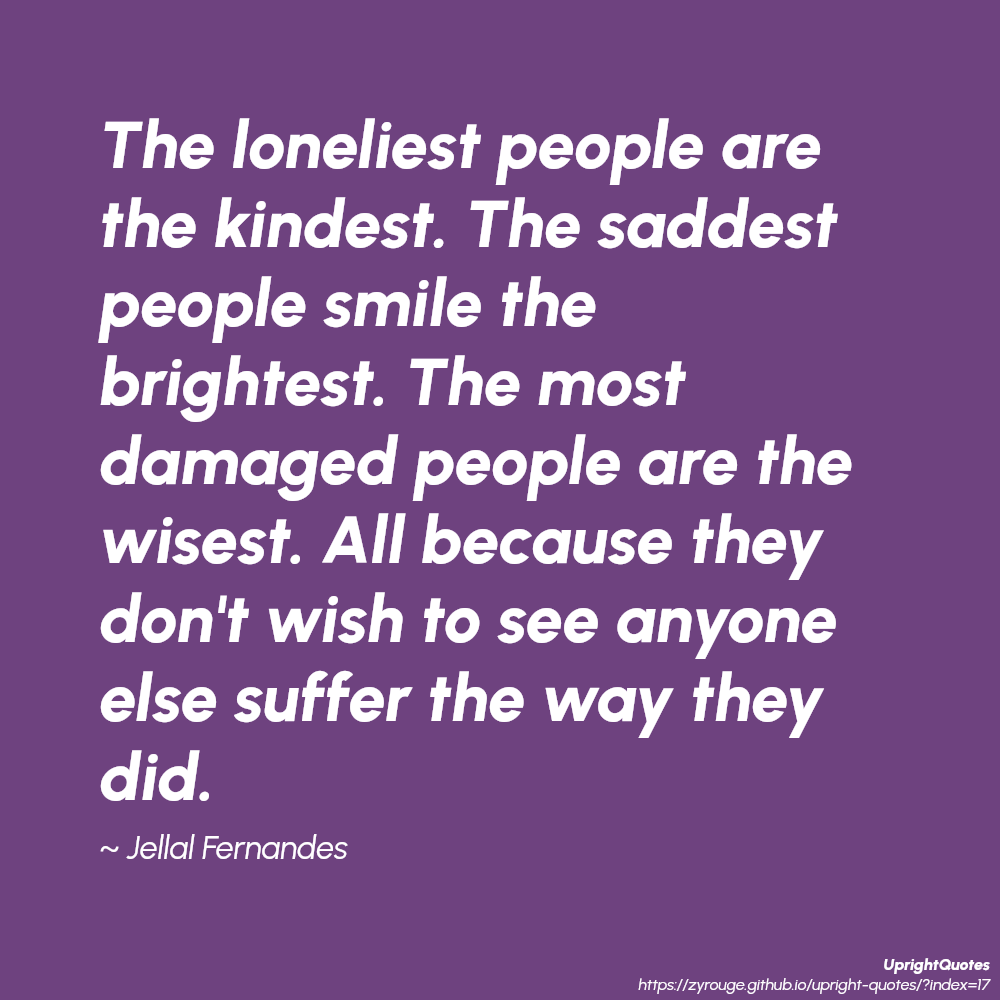 The loneliest people are
the kindest. The saddest
people smile the
brightest. The most
damaged people are the
wisest. All because they
don't wish to see anyone
else suffer the way they
did.
~ Jellal Fernandes
UprightQuotes
https://zyrouge.github.io/upright-quotes/?index=17